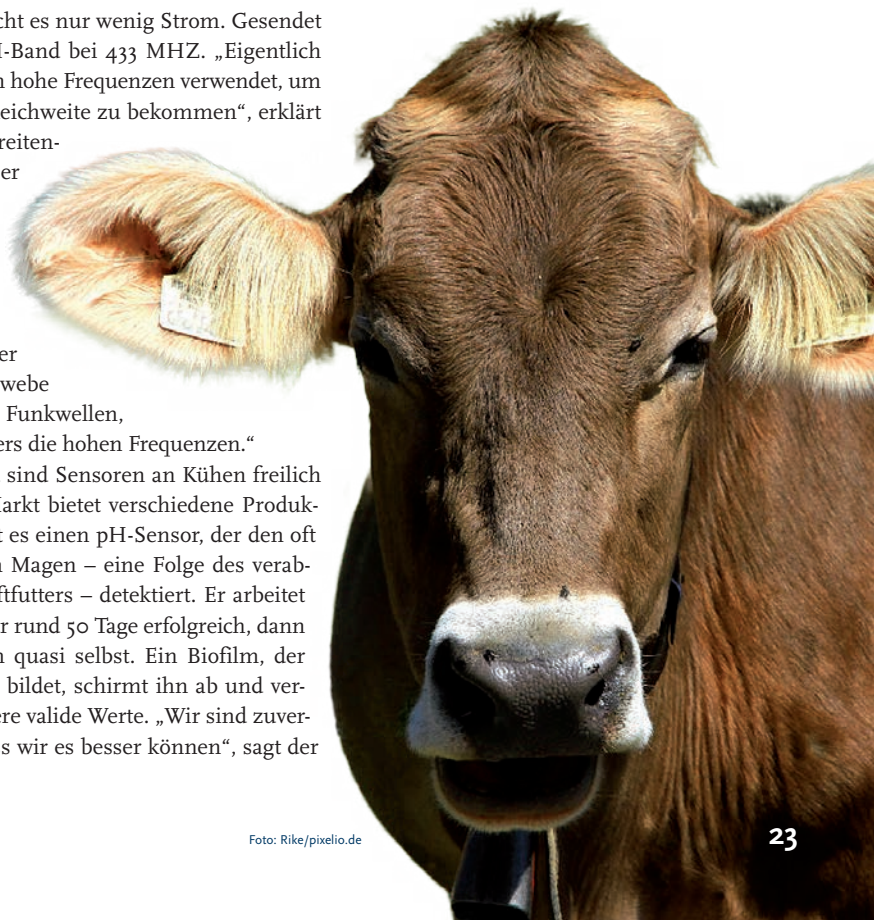 cht es nur wenig Strom. Gesendet
-Band bei 433 MHZ. „Eigentlich
n hohe Frequenzen verwendet, um
eichweite zu bekommen“, erklärt
reiten-
er
er
webe
Funkwellen,
ers die hohen Frequenzen.“
sind Sensoren an Kühen freilich
Markt bietet verschiedene Produk-
t es einen pH-Sensor, der den oft
n Magen – eine Folge des verab-
ftfutters – detektiert. Er arbeitet
r rund 50 Tage erfolgreich, dann
n quasi selbst. Ein Biofilm, der
bildet, schirmt ihn ab und ver-
ere valide Werte. „Wir sind zuver-
s wir es besser können“, sagt der
Foto: Rike/pixelio.de
23